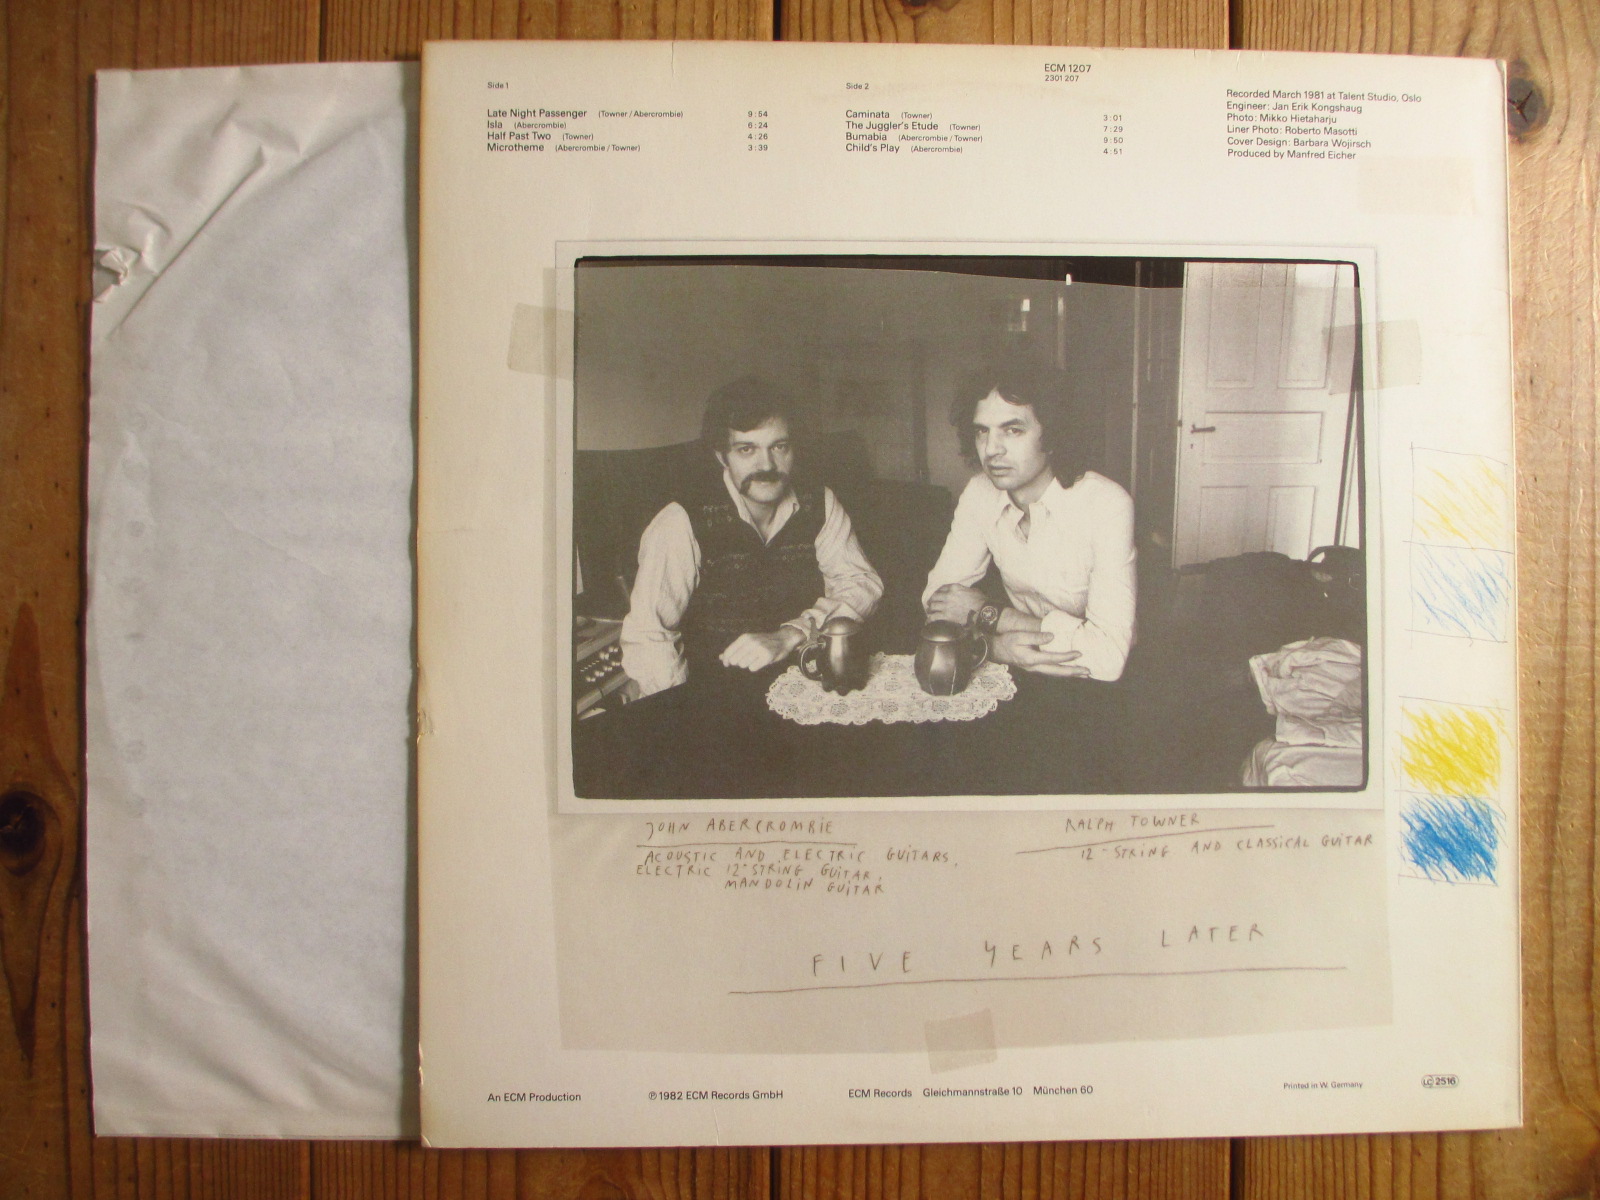 ECM 1207
2301 207
Side 1
Late Night Passenger (Towner / Abercrombie) 9:54
Isla (Abercrombie) 6:24
Half Past Two (Towner) 4:26
Microtheme (Abercrombie / Towner) 3:39
Side 2
Caminata (Towner) 3:01
The Juggler's Etude (Towner) 7:29
Bumabia (Abercrombie / Towner) 9:50
Child's Play (Abercrombie) 4:51
Recorded March 1981 at Talent Studio, Oslo
Engineer: Jan Erik Kongshaug
Photo: Mikko Hietaharju
Liner Photo: Roberto Masotti
Cover Design: Barbara Wojirsch
Produced by Manfred Eicher
JOHN ABERCROMBIE
ACOUSTIC AND ELECTRIC GUITARS,
ELECTRIC 12-STRING GUITAR,
MANDOLIN GUITAR
RALPH TOWNER
12-STRING AND CLASSICAL GUITAR
FIVE YEARS LATER
An ECM Production
℗ 1982 ECM Records GmbH
ECM Records Gleichmannstraße 10 München 60
Printed in W. Germany
LC 2516